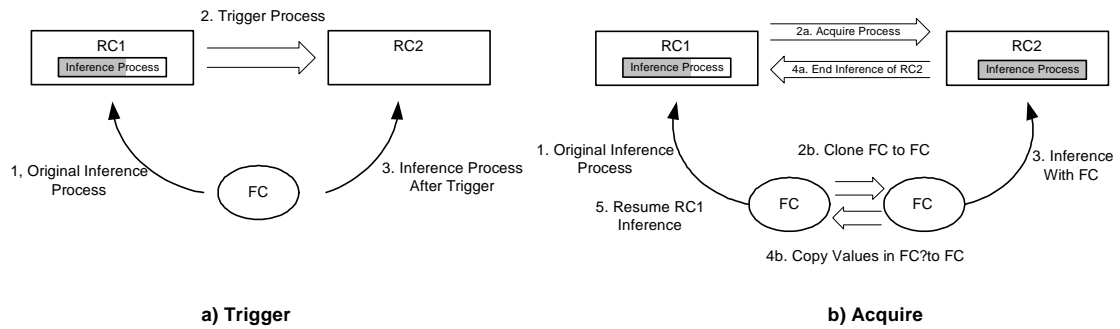 2. Trigger Process
RC1
Inference Process
RC2
1, Original Inference
Process
FC
3. Inference Process
After Trigger
a) Trigger
RC1
Inference Process
2a. Acquire Process
4a. End Inference of RC2
RC2
Inference Process
1. Original Inference
Process
2b. Clone FC to FC
3. Inference
With FC
FC
FC
5. Resume RC1
Inference
4b. Copy Values in FC?to FC
b) Acquire